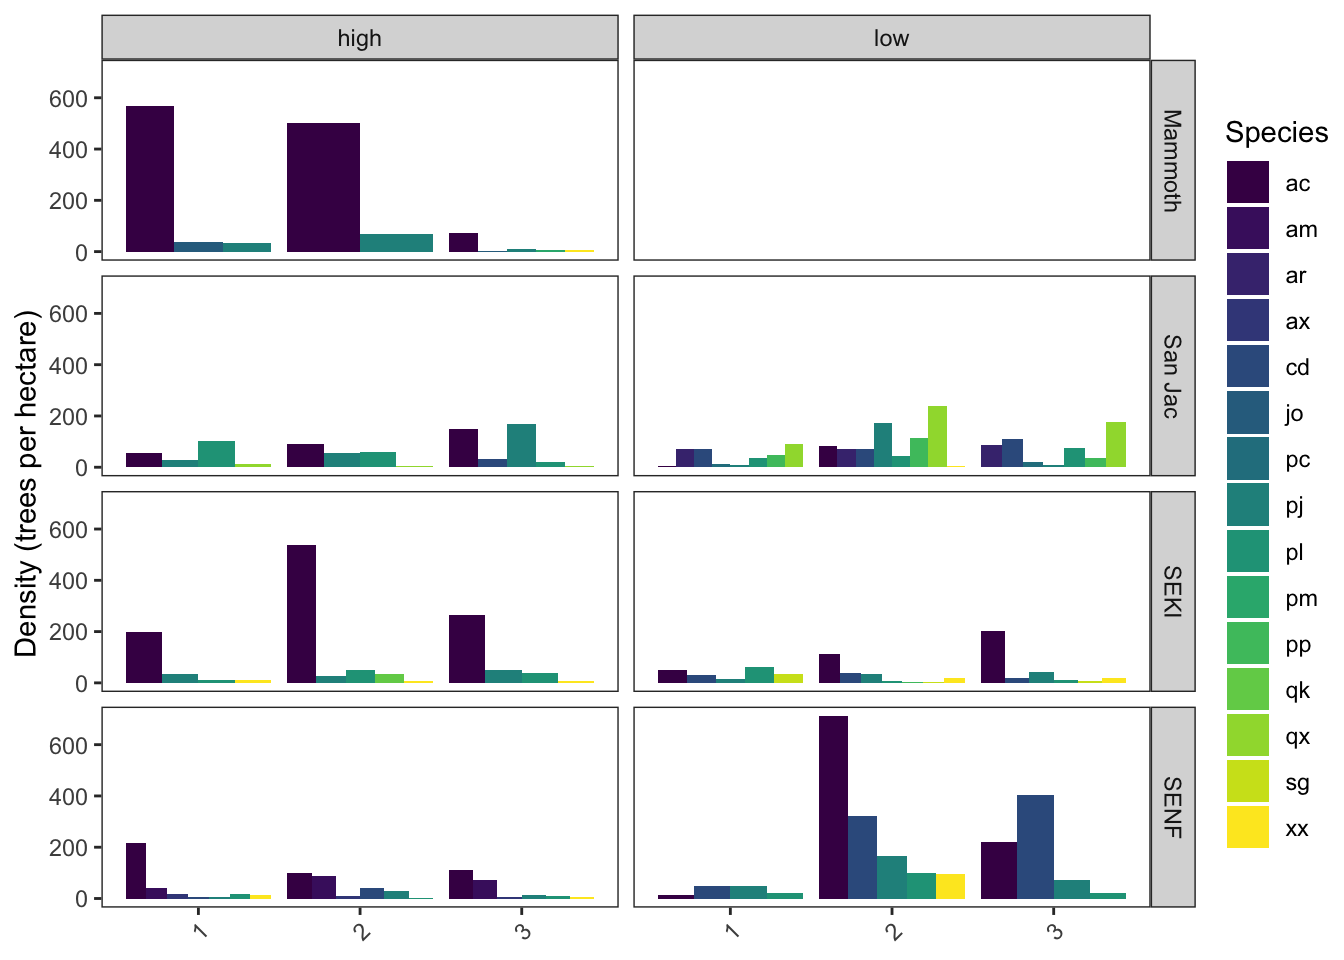 high
low
Density (trees per hectare)
600
400
200
0
Mammoth
600
400
200
0
San Jac
600
400
200
0
SEKI
600
400
200
0
SENF
1
2
3
1
2
3
Species
ac
am
ar
ax
cd
jo
pc
pj
pl
pm
pp
qk
qx
sg
xx